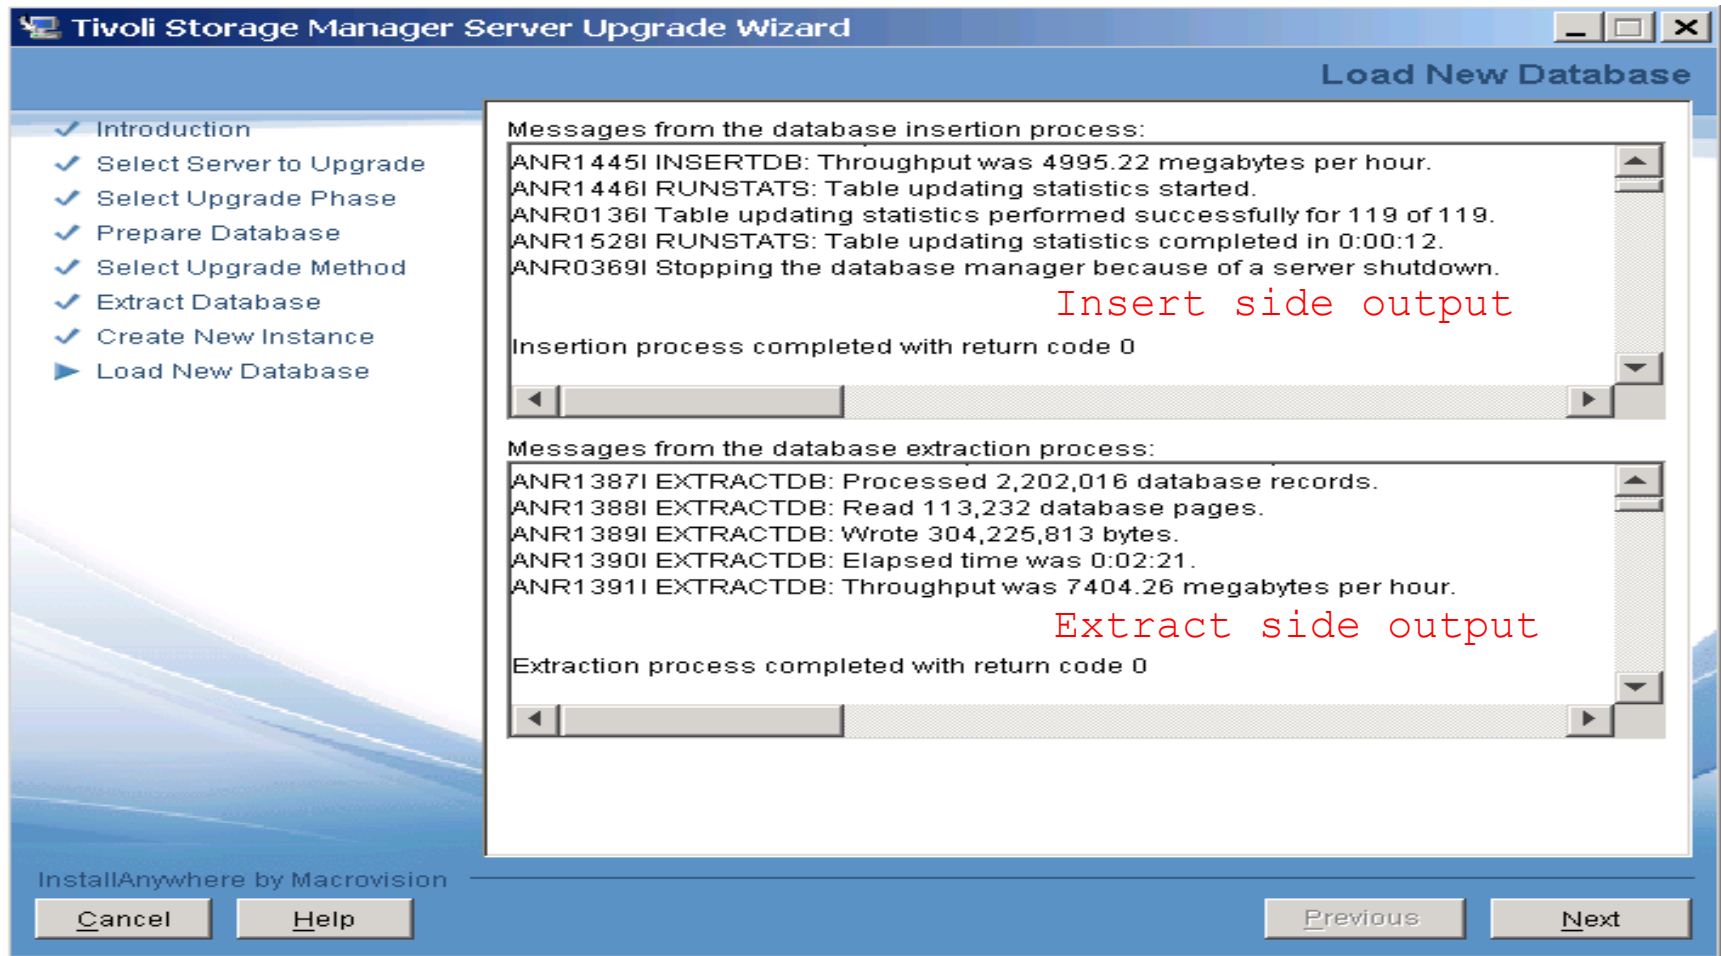 Tivoli Storage Manager Server Upgrade Wizard
Load New Database
Introduction
Select Server to Upgrade
Select Upgrade Phase
Prepare Database
Select Upgrade Method
Extract Database
Create New Instance
Load New Database
Messages from the database insertion process:
ANR1445I INSERTDB: Throughput was 4995.22 megabytes per hour.
ANR1446I RUNSTATS: Table updating statistics started.
ANR0136I Table updating statistics performed successfully for 119 of 119.
ANR1528I RUNSTATS: Table updating statistics completed in 0:00:12.
ANR0369I Stopping the database manager because of a server shutdown.
Insert side output
Insertion process completed with return code 0
Messages from the database extraction process:
ANR1387I EXTRACTDB: Processed 2,202,016 database records.
ANR1388I EXTRACTDB: Read 113,232 database pages.
ANR1389I EXTRACTDB: Wrote 304,225,813 bytes.
ANR1390I EXTRACTDB: Elapsed time was 0:02:21.
ANR1391I EXTRACTDB: Throughput was 7404.26 megabytes per hour.
Extract side output
Extraction process completed with return code 0
InstallAnywhere by Macrovision
Cancel Help Previous Next